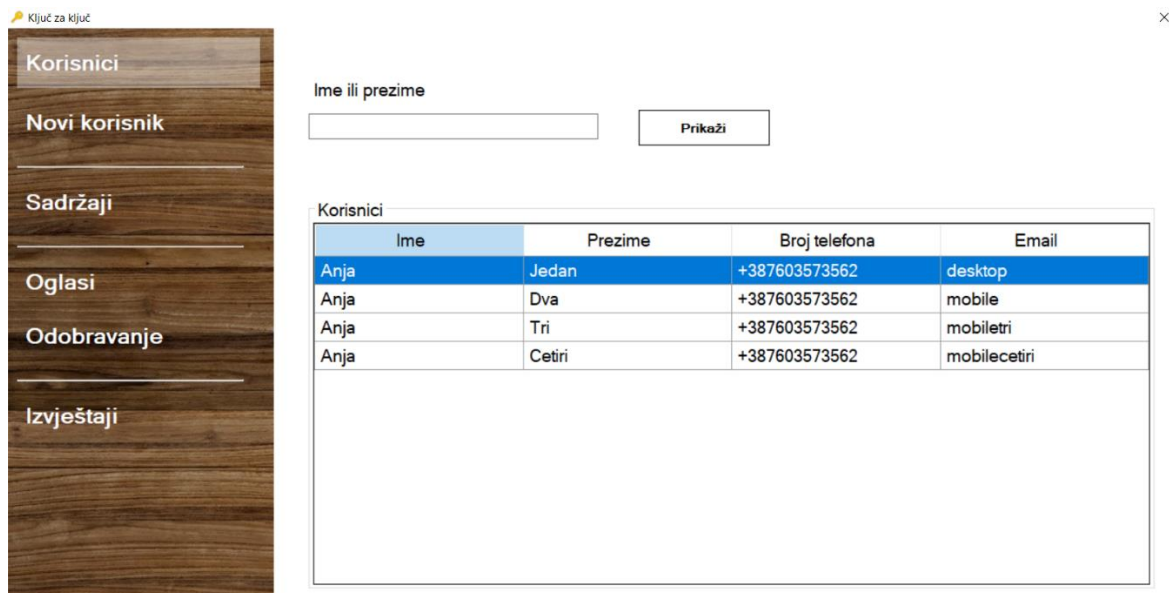 Ključ za ključ
Korisnici
Novi korisnik
Sadržaji
Oglasi
Odobravanje
Izvještaji
Ime ili prezime
Prikaži
Korisnici
Ime Prezime Broj telefona Email
Anja Jedan +387603573562 desktop
Anja Dva +387603573562 mobile
Anja Tri +387603573562 mobiletri
Anja Cetiri +387603573562 mobilecetiri